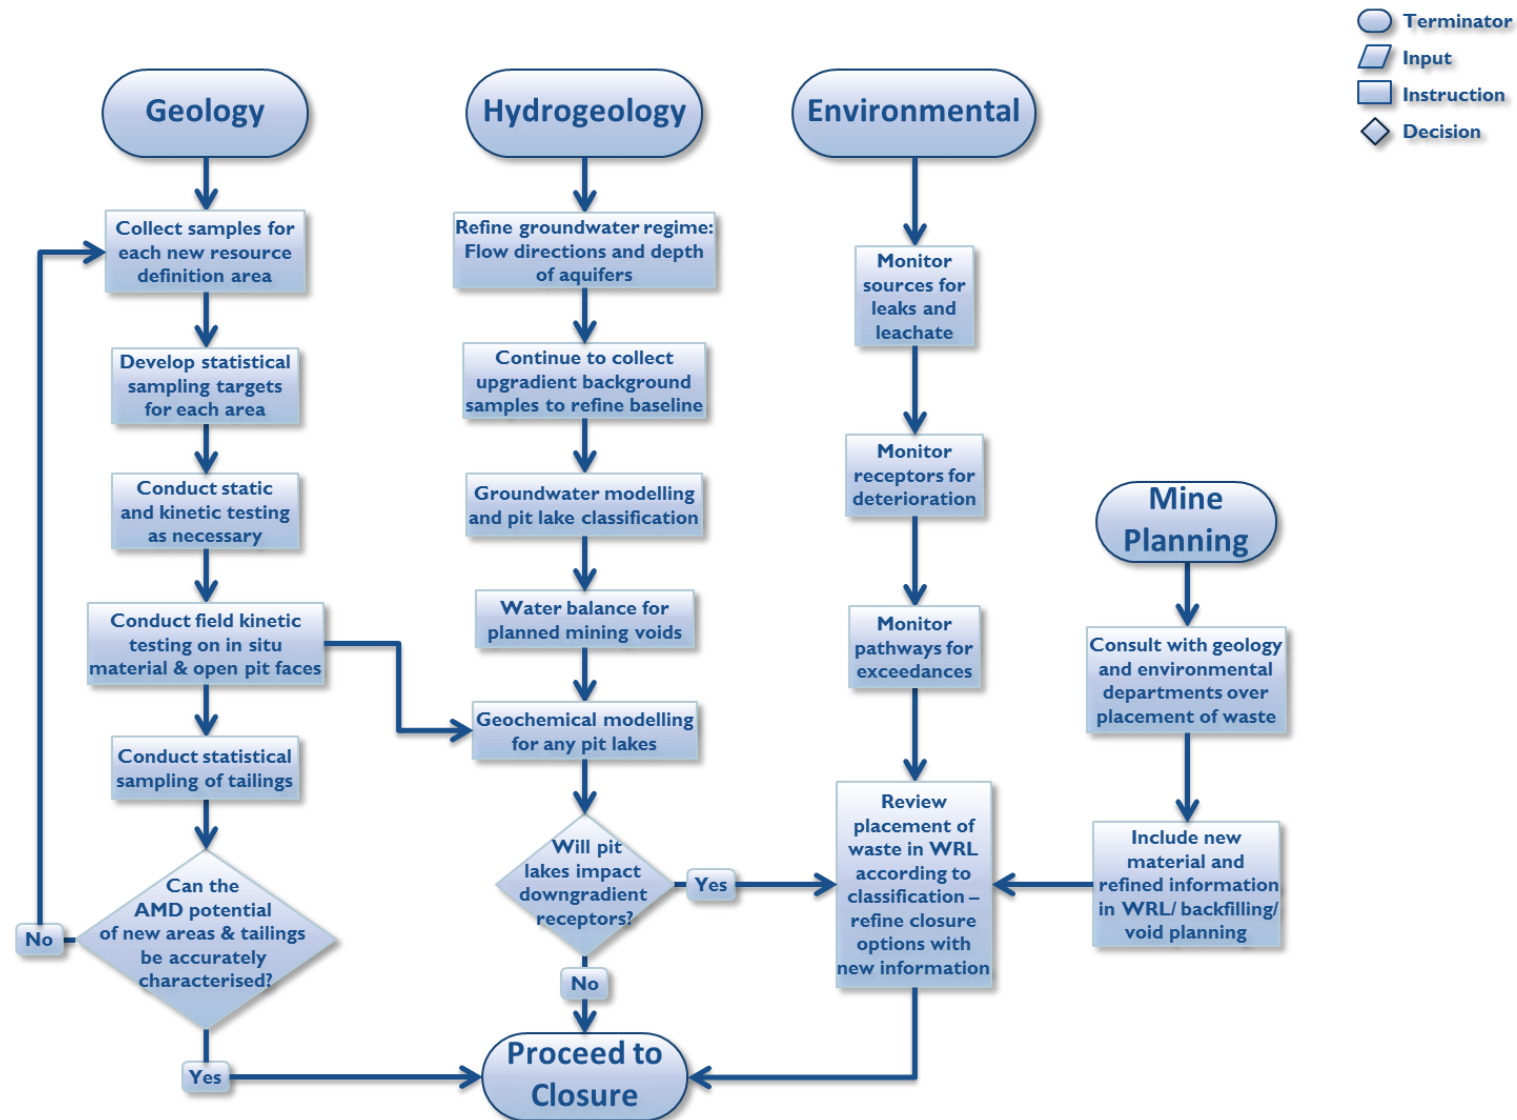 Terminator
Input
Instruction
Decision
Geology
Collect samples for
each new resource
definition area
Develop statistical
sampling targets
for each area
Conduct static
and kinetic testing
as necessary
Conduct field kinetic
testing on in situ
material & open pit faces
Conduct statistical
sampling of tailings
Can the
AMD potential
of new areas & tailings
be accurately
characterised?
No
Yes
Hydrogeology
Refine groundwater regime:
Flow directions and depth
of aquifers
Continue to collect
upgradient background
samples to refine baseline
Groundwater modelling
and pit lake classification
Water balance for
planned mining voids
Geochemical modelling
for any pit lakes
Will pit
lakes impact
downgradient
receptors?
Yes
No
Proceed to
Closure
Environmental
Monitor
sources for
leaks and
leachate
Monitor
receptors for
deterioration
Monitor
pathways for
exceedances
Review
placement of
waste in WRL
according to
classification –
refine closure
options with
new information
Mine
Planning
Consult with geology
and environmental
departments over
placement of waste
Include new
material and
refined information
in WRL/ backfilling/
void planning